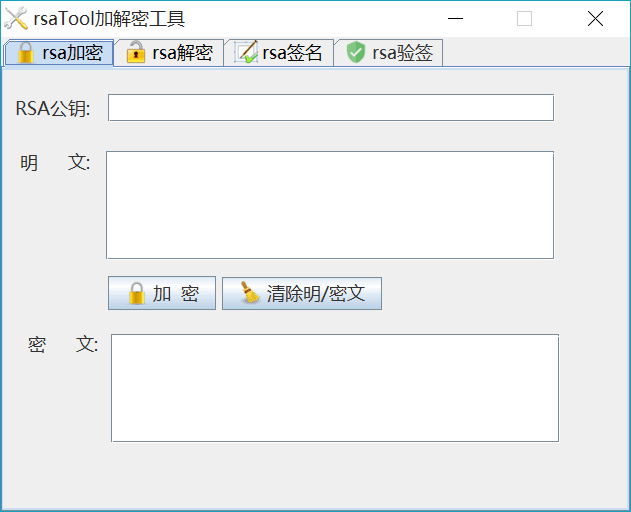 rsaTool加解密工具
rsa加密 rsa解密 rsa签名 rsa验签
RSA公钥:
明 文:
加 密 清除明/密文
密 文: